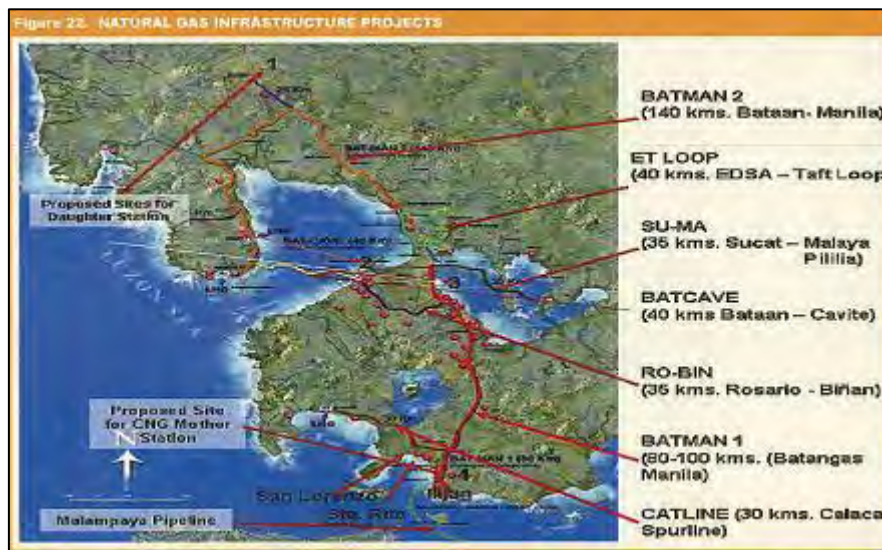 Figure 22. NATURAL GAS INFRASTRUCTURE PROJECTS
1
BATMAN 2
(140 kms. Bataan- Manila)
ET LOOP
(40 kms. EDSA – Taft Loop
Proposed Sites for
Daughter Station
SU-MA
(35 kms. Sucat – Malaya
Pililia)
2
3
BATCAVE
(40 kms Bataan – Cavite)
RO-BIN
(35 kms. Rosario - Biñan)
Proposed Site
for CNG Mother
Station
N
BATMAN 1
(80-100 kms. (Batangas
Manila)
4
San Lorenzo
Ilijan
Sta. Rita
Malampaya Pipeline
CATLINE (30 kms. Calaca
Spurline)